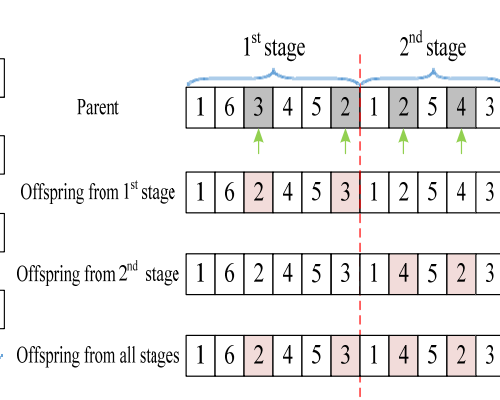 1st stage 2nd stage
Parent 1 6 3 4 5 2 1 2 5 4 3
Offspring from 1st stage 1 6 2 4 5 3 1 2 5 4 3
Offspring from 2nd stage 1 6 2 4 5 3 1 4 5 2 3
Offspring from all stages 1 6 2 4 5 3 1 4 5 2 3